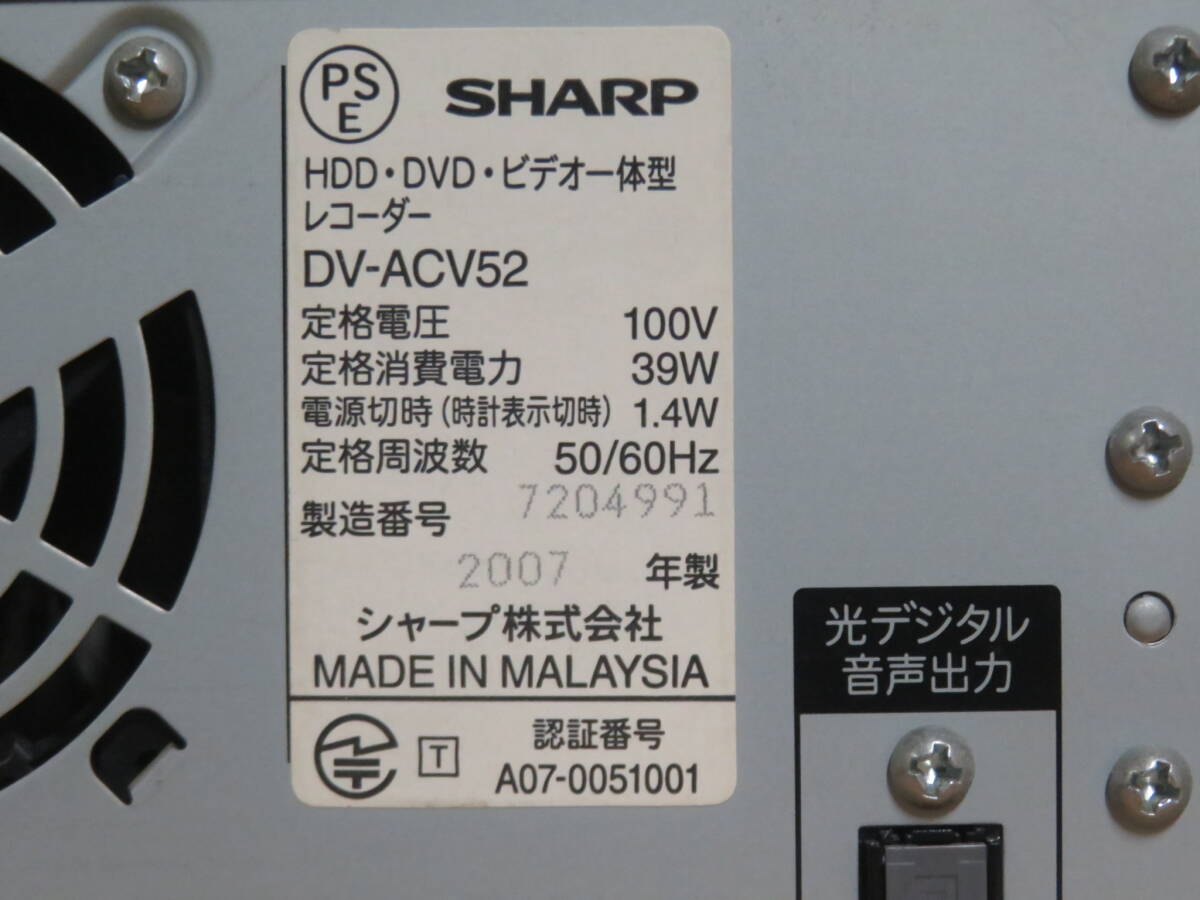 PS
E
SHARP
HDD・DVD・ビデオ一体型
レコーダー
DV-ACV52
定格電圧 100V
定格消費電力 39W
電源切時（時計表示切時） 1.4W
定格周波数 50/60Hz
製造番号 7204991
2007 年製
シャープ株式会社
MADE IN MALAYSIA
T 認証番号
A07-0051001
光デジタル
音声出力